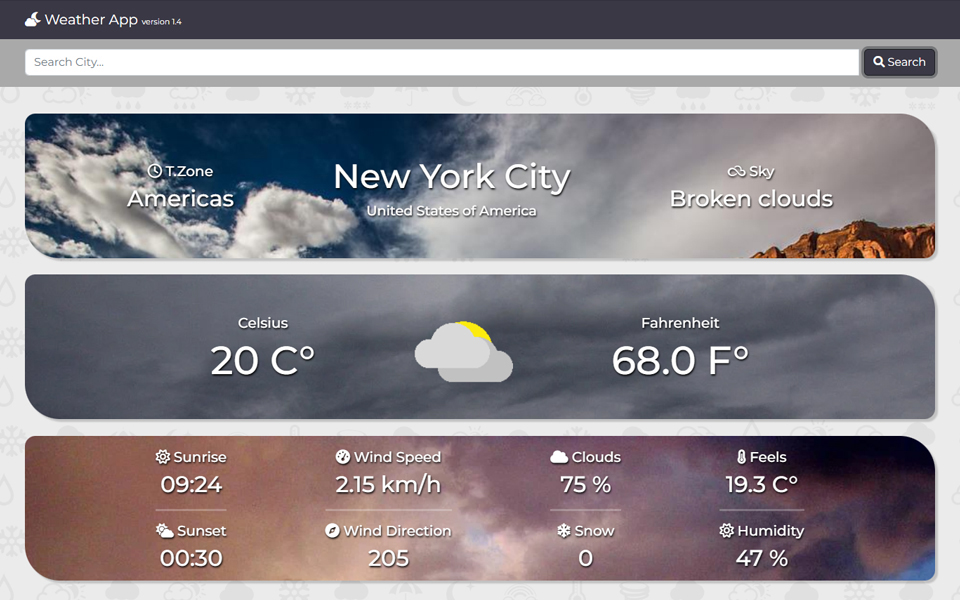 Weather App version 1.4
Search City...
Search
T.Zone
Americas
New York City
United States of America
Sky
Broken clouds
Celsius
20 C°
Fahrenheit
68.0 F°
Sunrise
09:24
Wind Speed
2.15 km/h
Clouds
75 %
Feels
19.3 C°
Sunset
00:30
Wind Direction
205
Snow
0
Humidity
47 %